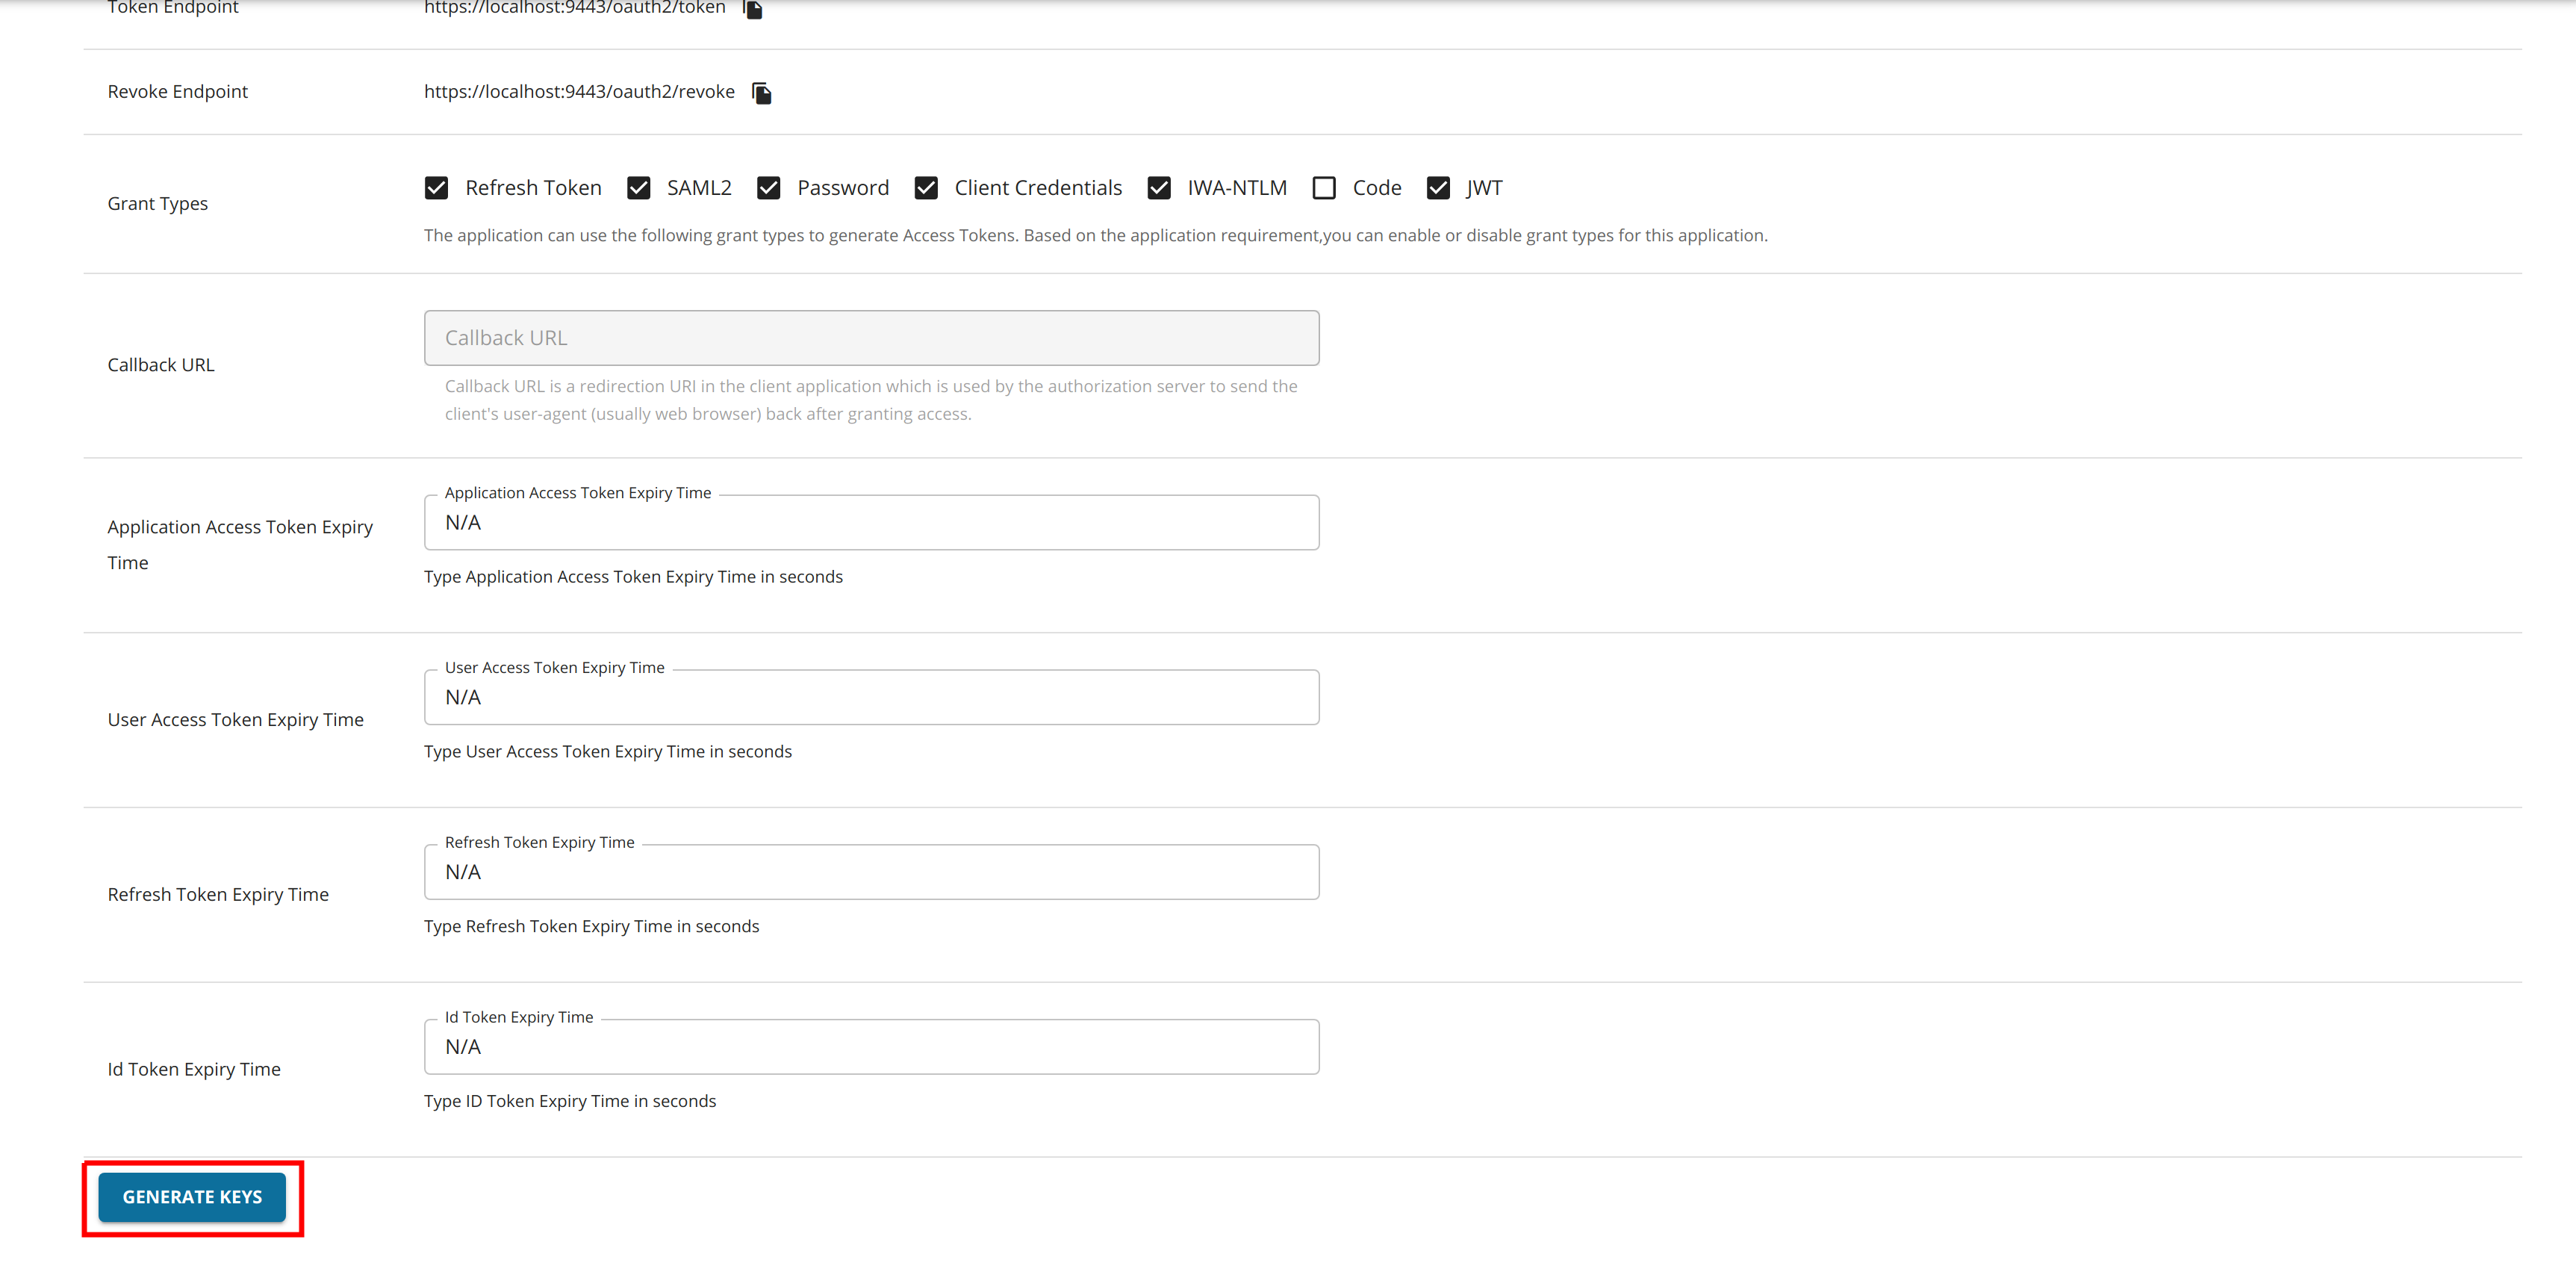 Token Endpoint https://localhost:9443/oauth2/token
Revoke Endpoint https://localhost:9443/oauth2/revoke
Grant Types
Refresh Token SAML2 Password Client Credentials IWA-NTLM Code JWT
The application can use the following grant types to generate Access Tokens. Based on the application requirement,you can enable or disable grant types for this application.
Callback URL
Callback URL
Callback URL is a redirection URI in the client application which is used by the authorization server to send the
client's user-agent (usually web browser) back after granting access.
Application Access Token Expiry
Time
Application Access Token Expiry Time
N/A
Type Application Access Token Expiry Time in seconds
User Access Token Expiry Time
User Access Token Expiry Time
N/A
Type User Access Token Expiry Time in seconds
Refresh Token Expiry Time
Refresh Token Expiry Time
N/A
Type Refresh Token Expiry Time in seconds
Id Token Expiry Time
Id Token Expiry Time
N/A
Type ID Token Expiry Time in seconds
GENERATE KEYS